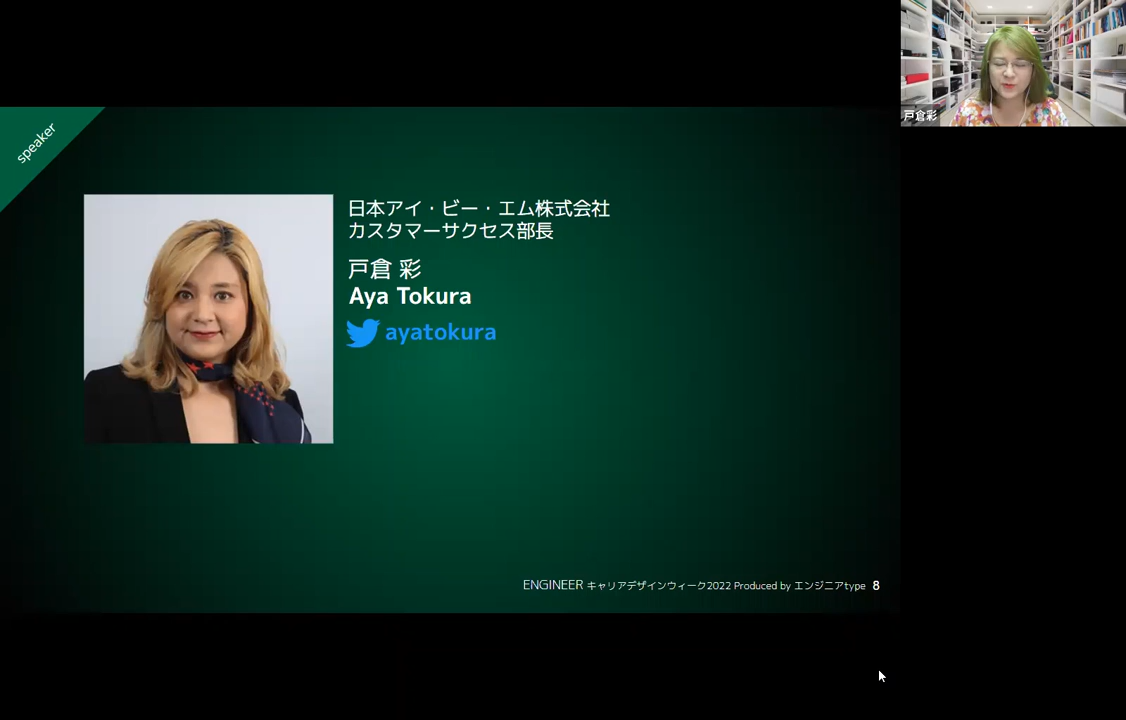 speaker
日本アイ・ビー・エム株式会社
カスタマーサクセス部長
戸倉 彩
Aya Tokura
ayatokura
ENGINEER キャリアデザインウィーク2022 Produced by エンジニアtype 8
戸倉彩